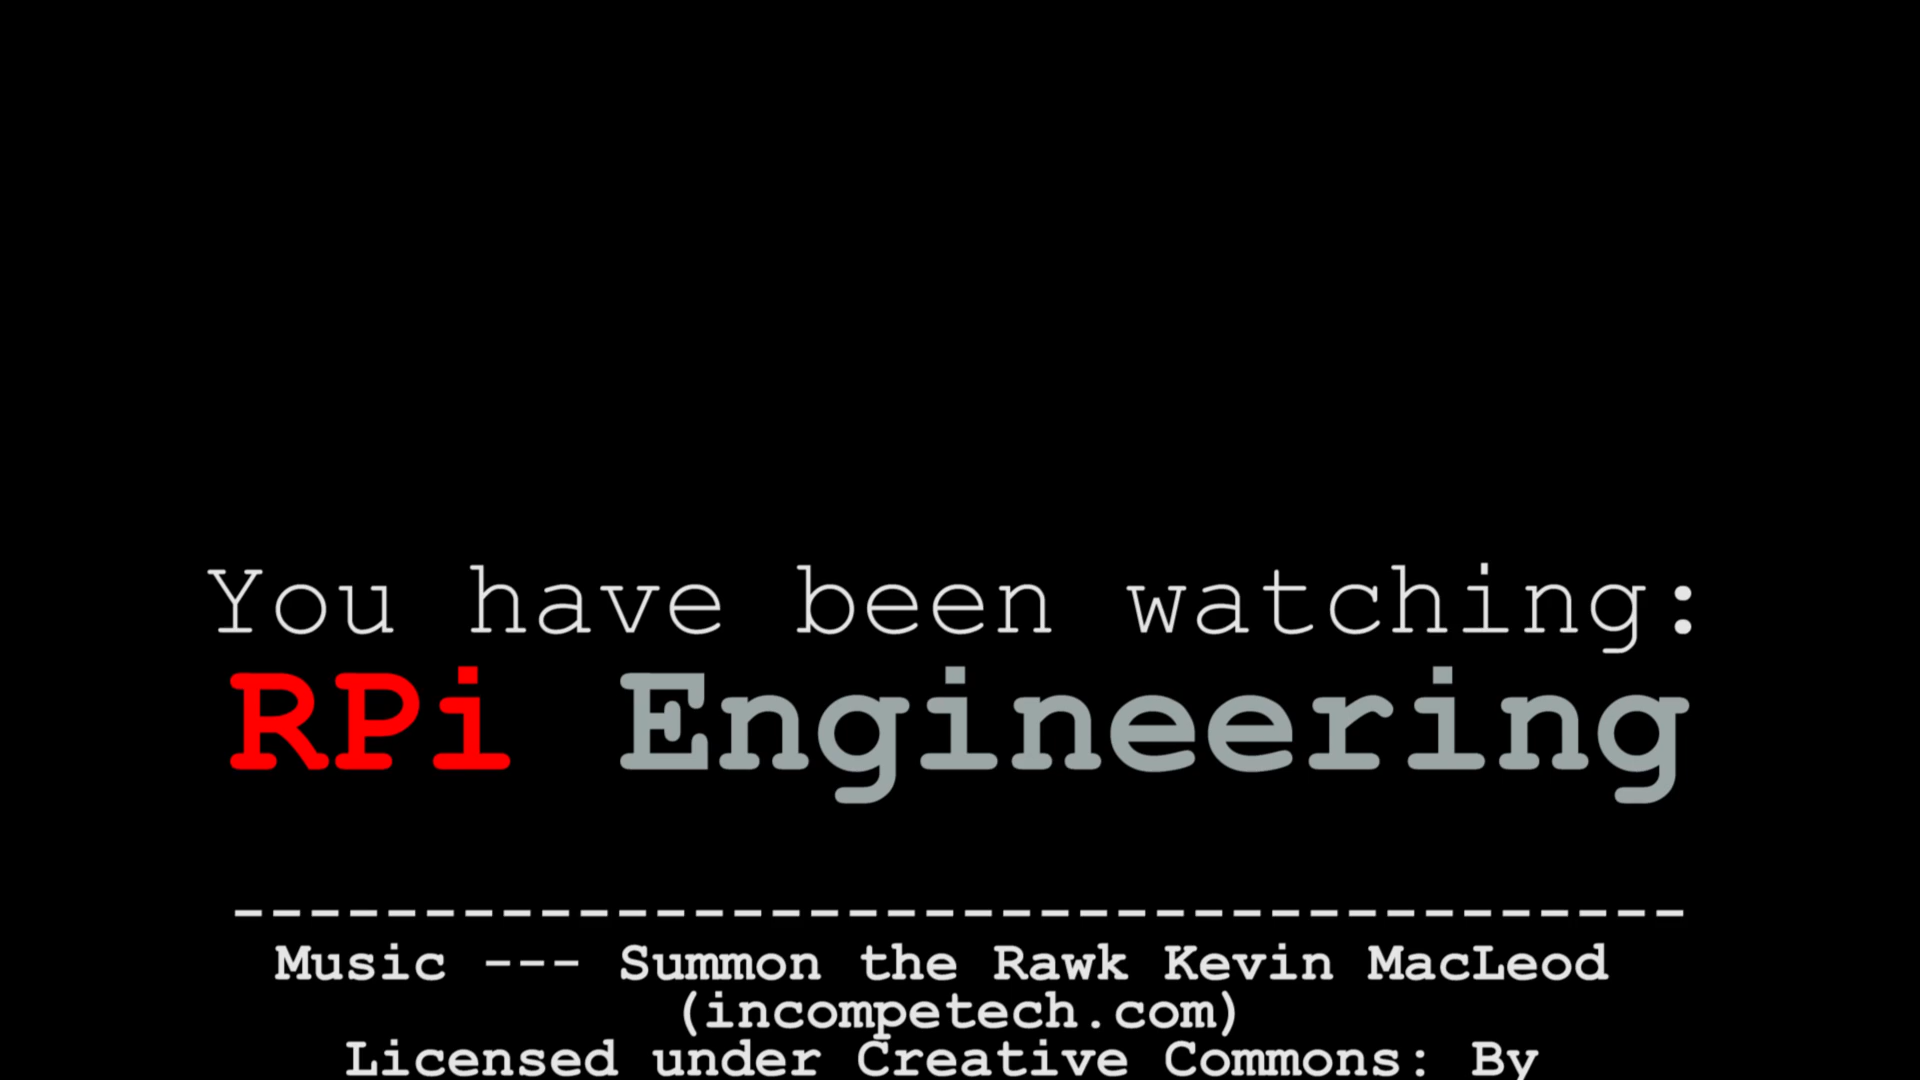 You have been watching:
RPi Engineering
--------------------------------------
Music --- Summon the Rawk Kevin MacLeod
(incompetech.com)
Licensed under Creative Commons: By